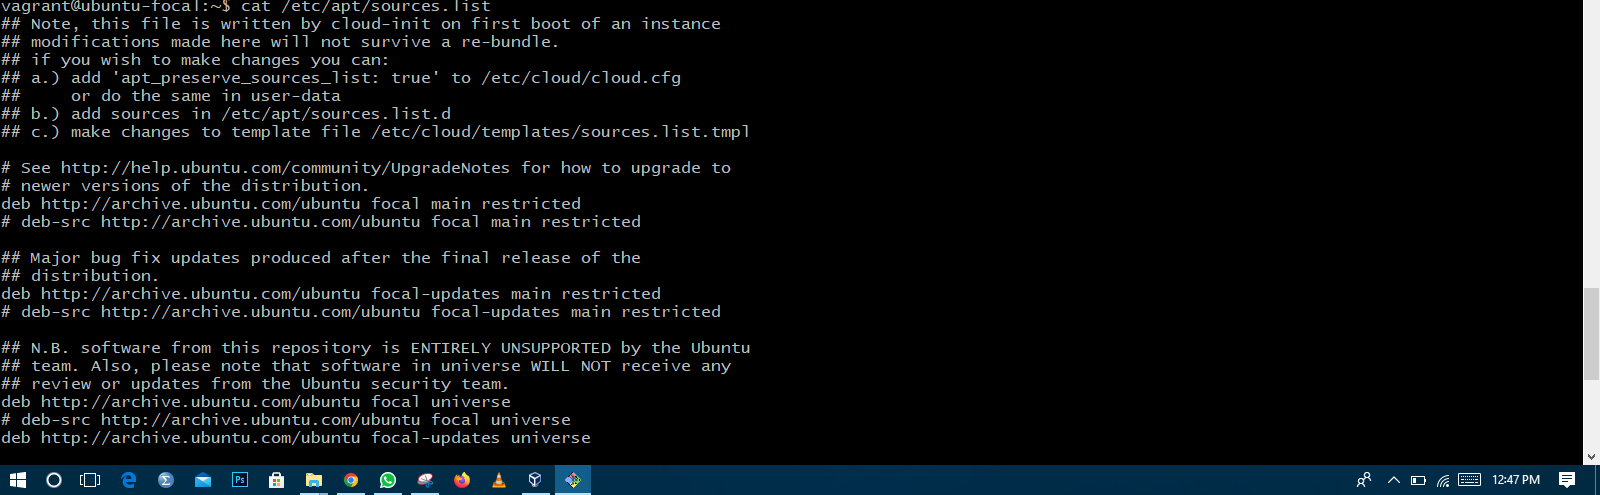 vagrant@ubuntu-focal:~$ cat /etc/apt/sources.list
## Note, this file is written by cloud-init on first boot of an instance
## modifications made here will not survive a re-bundle.
## if you wish to make changes you can:
## a.) add 'apt_preserve_sources_list: true' to /etc/cloud/cloud.cfg
##     or do the same in user-data
## b.) add sources in /etc/apt/sources.list.d
## c.) make changes to template file /etc/cloud/templates/sources.list.tmpl
# See http://help.ubuntu.com/community/UpgradeNotes for how to upgrade to
# newer versions of the distribution.
deb http://archive.ubuntu.com/ubuntu focal main restricted
# deb-src http://archive.ubuntu.com/ubuntu focal main restricted
## Major bug fix updates produced after the final release of the
## distribution.
deb http://archive.ubuntu.com/ubuntu focal-updates main restricted
# deb-src http://archive.ubuntu.com/ubuntu focal-updates main restricted
## N.B. software from this repository is ENTIRELY UNSUPPORTED by the Ubuntu
## team. Also, please note that software in universe WILL NOT receive any
## review or updates from the Ubuntu security team.
deb http://archive.ubuntu.com/ubuntu focal universe
# deb-src http://archive.ubuntu.com/ubuntu focal universe
deb http://archive.ubuntu.com/ubuntu focal-updates universe
Ps
12:47 PM